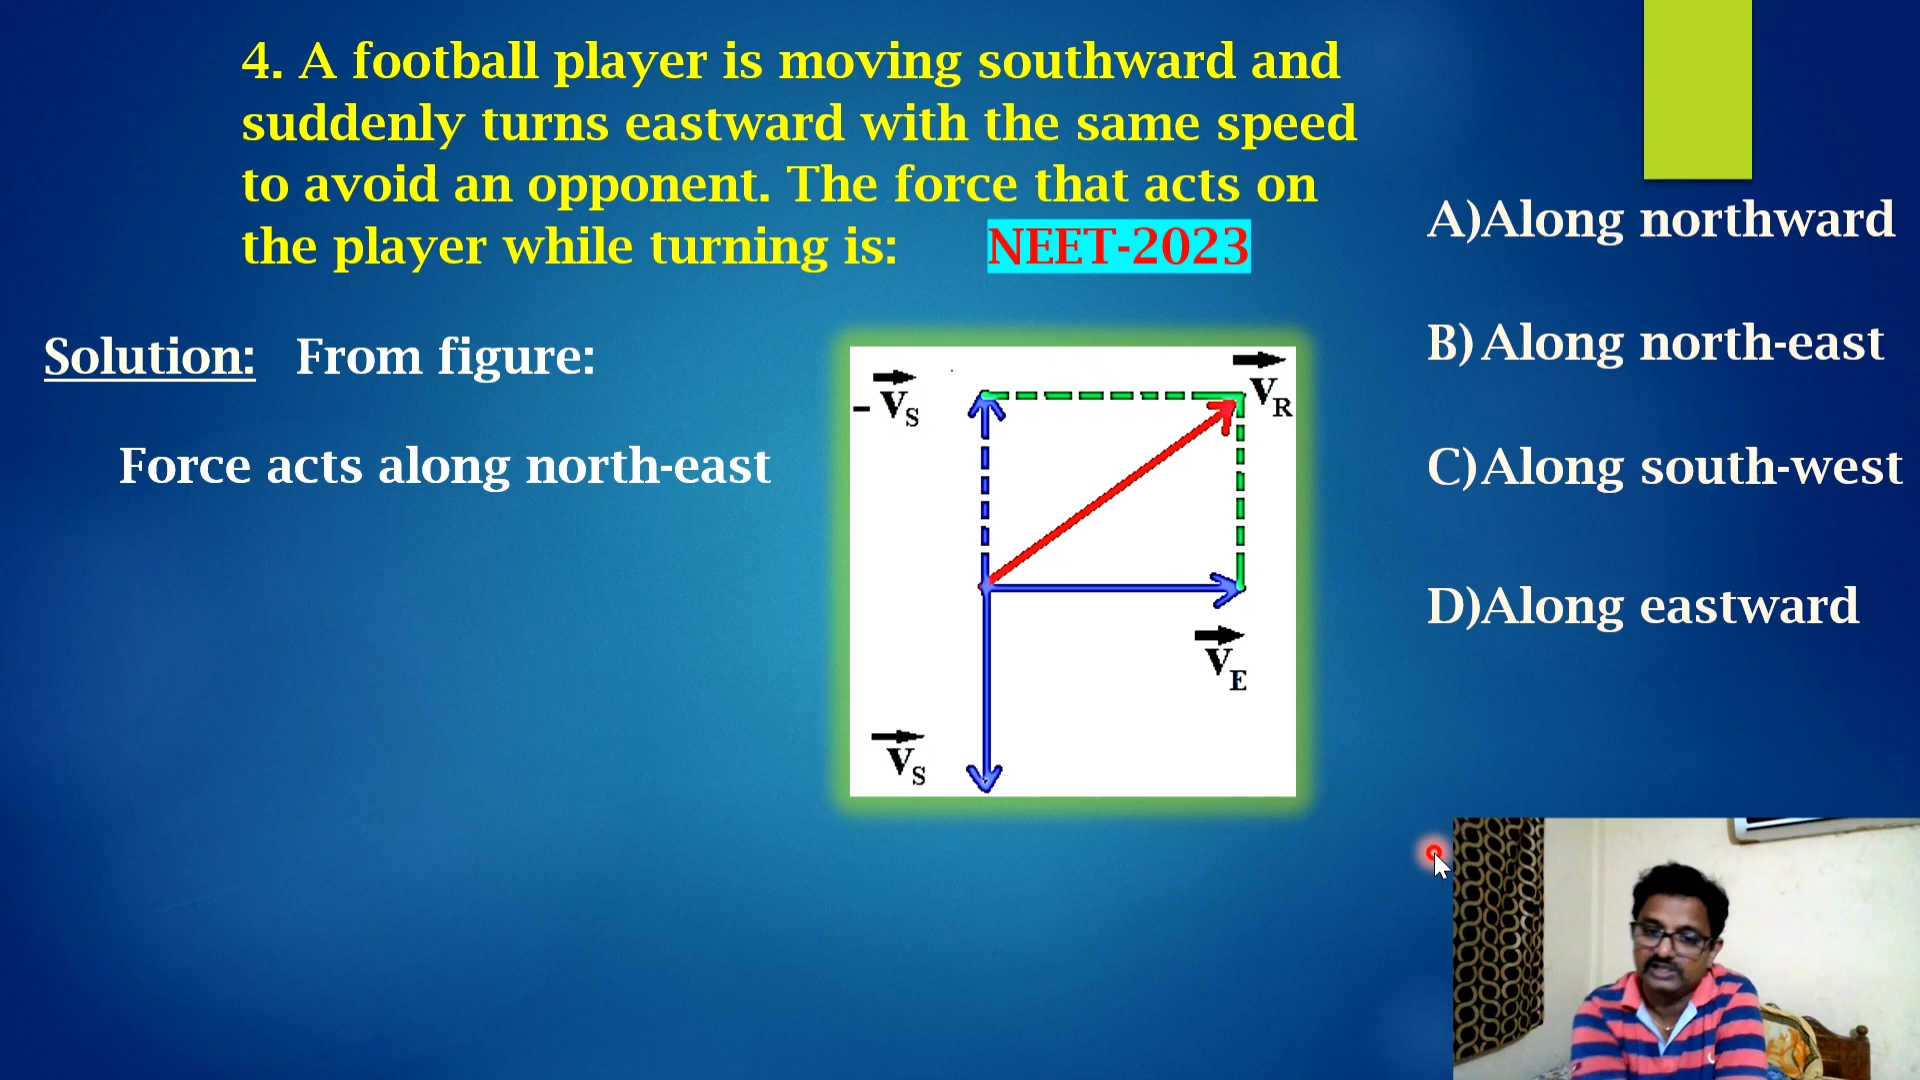 4. A football player is moving southward and
suddenly turns eastward with the same speed
to avoid an opponent. The force that acts on
the player while turning is: NEET-2023
A)Along northward
B) Along north-east
C)Along south-west
D)Along eastward
Solution: From figure:
Force acts along north-east
- VS
VR
VE
VS